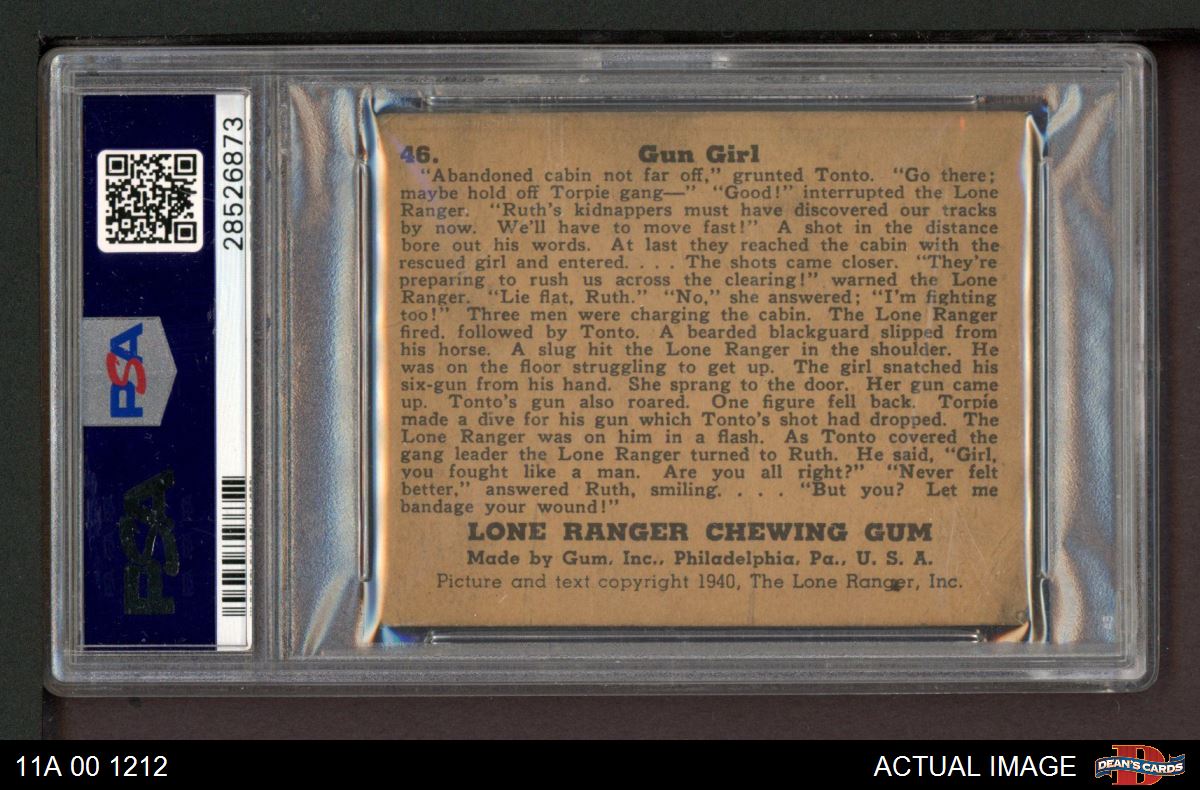 28526873
PSA
PSA
46. Gun Girl
"Abandoned cabin not far off," grunted Tonto. "Go there;
maybe hold off Torpie gang—" "Good!" interrupted the Lone
Ranger. "Ruth's kidnappers must have discovered our tracks
by now. We'll have to move fast!" A shot in the distance
bore out his words. At last they reached the cabin with the
rescued girl and entered. . . . The shots came closer. "They're
preparing to rush us across the clearing!" warned the Lone
Ranger. "Lie flat, Ruth." "No," she answered; "I'm fighting
too!" Three men were charging the cabin. The Lone Ranger
fired, followed by Tonto. A bearded blackguard slipped from
his horse. A slug hit the Lone Ranger in the shoulder. He
was on the floor struggling to get up. The girl snatched his
six-gun from his hand. She sprang to the door. Her gun came
up. Tonto's gun also roared. One figure fell back. Torpie
made a dive for his gun which Tonto's shot had dropped. The
Lone Ranger was on him in a flash. As Tonto covered the
gang leader the Lone Ranger turned to Ruth. He said, "Girl,
you fought like a man. Are you all right?" "Never felt
better," answered Ruth, smiling. . . . "But you? Let me
bandage your wound!"
LONE RANGER CHEWING GUM
Made by Gum, Inc., Philadelphia, Pa., U. S. A.
Picture and text copyright 1940, The Lone Ranger, Inc.
11A 00 1212
ACTUAL IMAGE
DEAN'S CARDS